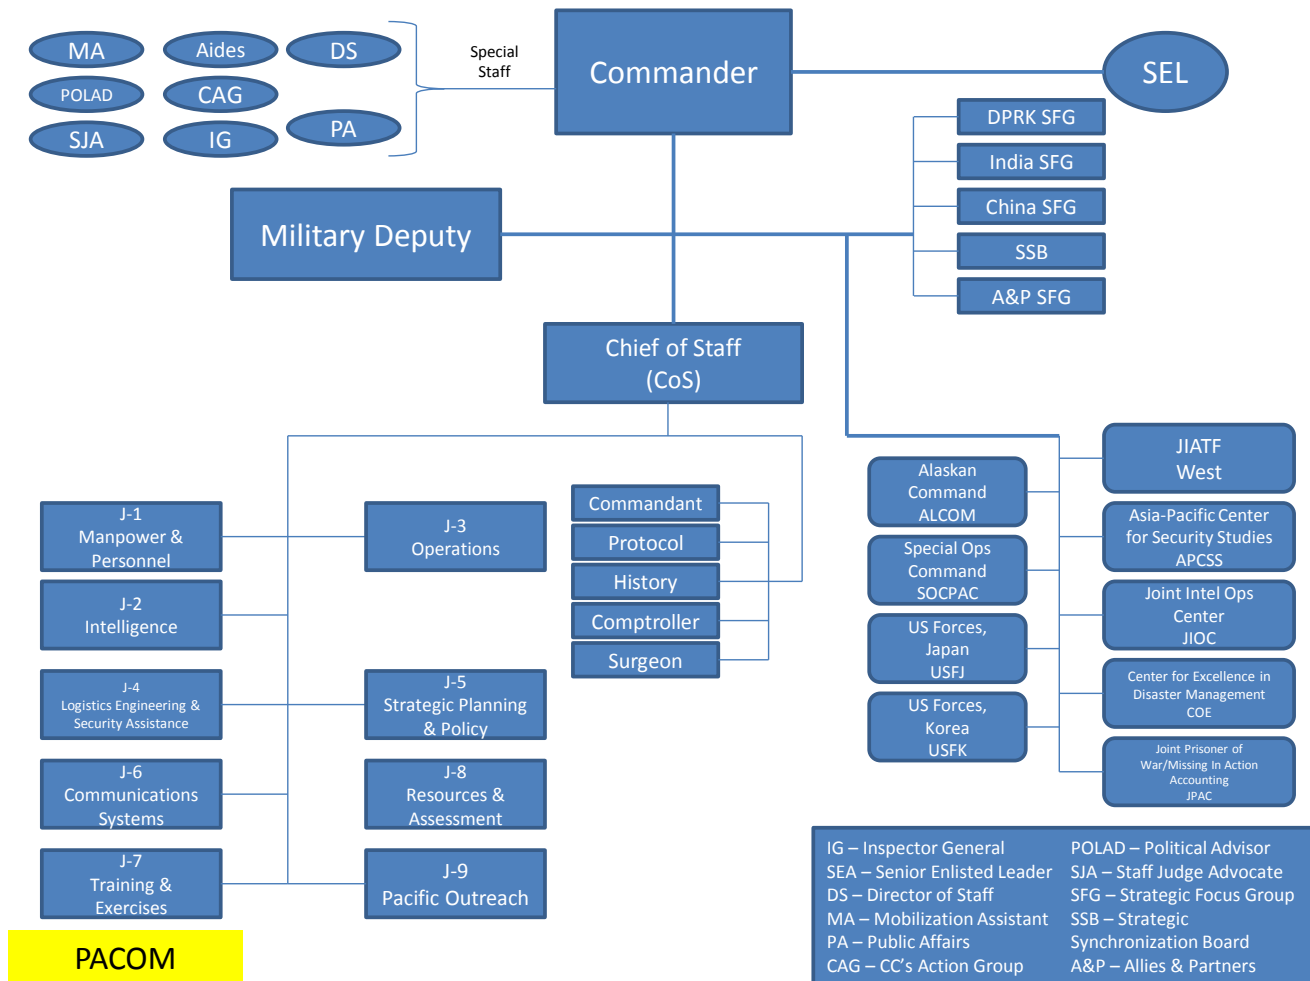 MA
Aides
DS
POLAD
CAG
SJA
IG
PA
Special
Staff
Commander
SEL
DPRK SFG
India SFG
China SFG
SSB
A&P SFG
Military Deputy
Chief of Staff
(CoS)
J-1
Manpower &
Personnel
J-3
Operations
J-2
Intelligence
J-4
Logistics Engineering &
Security Assistance
J-5
Strategic Planning
& Policy
J-6
Communications
Systems
J-8
Resources &
Assessment
J-7
Training &
Exercises
J-9
Pacific Outreach
Commandant
Protocol
History
Comptroller
Surgeon
Alaskan
Command
ALCOM
Special Ops
Command
SOCPAC
US Forces,
Japan
USFJ
US Forces,
Korea
USFK
JIATF
West
Asia-Pacific Center
for Security Studies
APCSS
Joint Intel Ops
Center
JIOC
Center for Excellence in
Disaster Management
COE
Joint Prisoner of
War/Missing In Action
Accounting
JPAC
IG – Inspector General
SEA – Senior Enlisted Leader
DS – Director of Staff
MA – Mobilization Assistant
PA – Public Affairs
CAG – CC's Action Group
POLAD – Political Advisor
SJA – Staff Judge Advocate
SFG – Strategic Focus Group
SSB – Strategic
Synchronization Board
A&P – Allies & Partners
PACOM